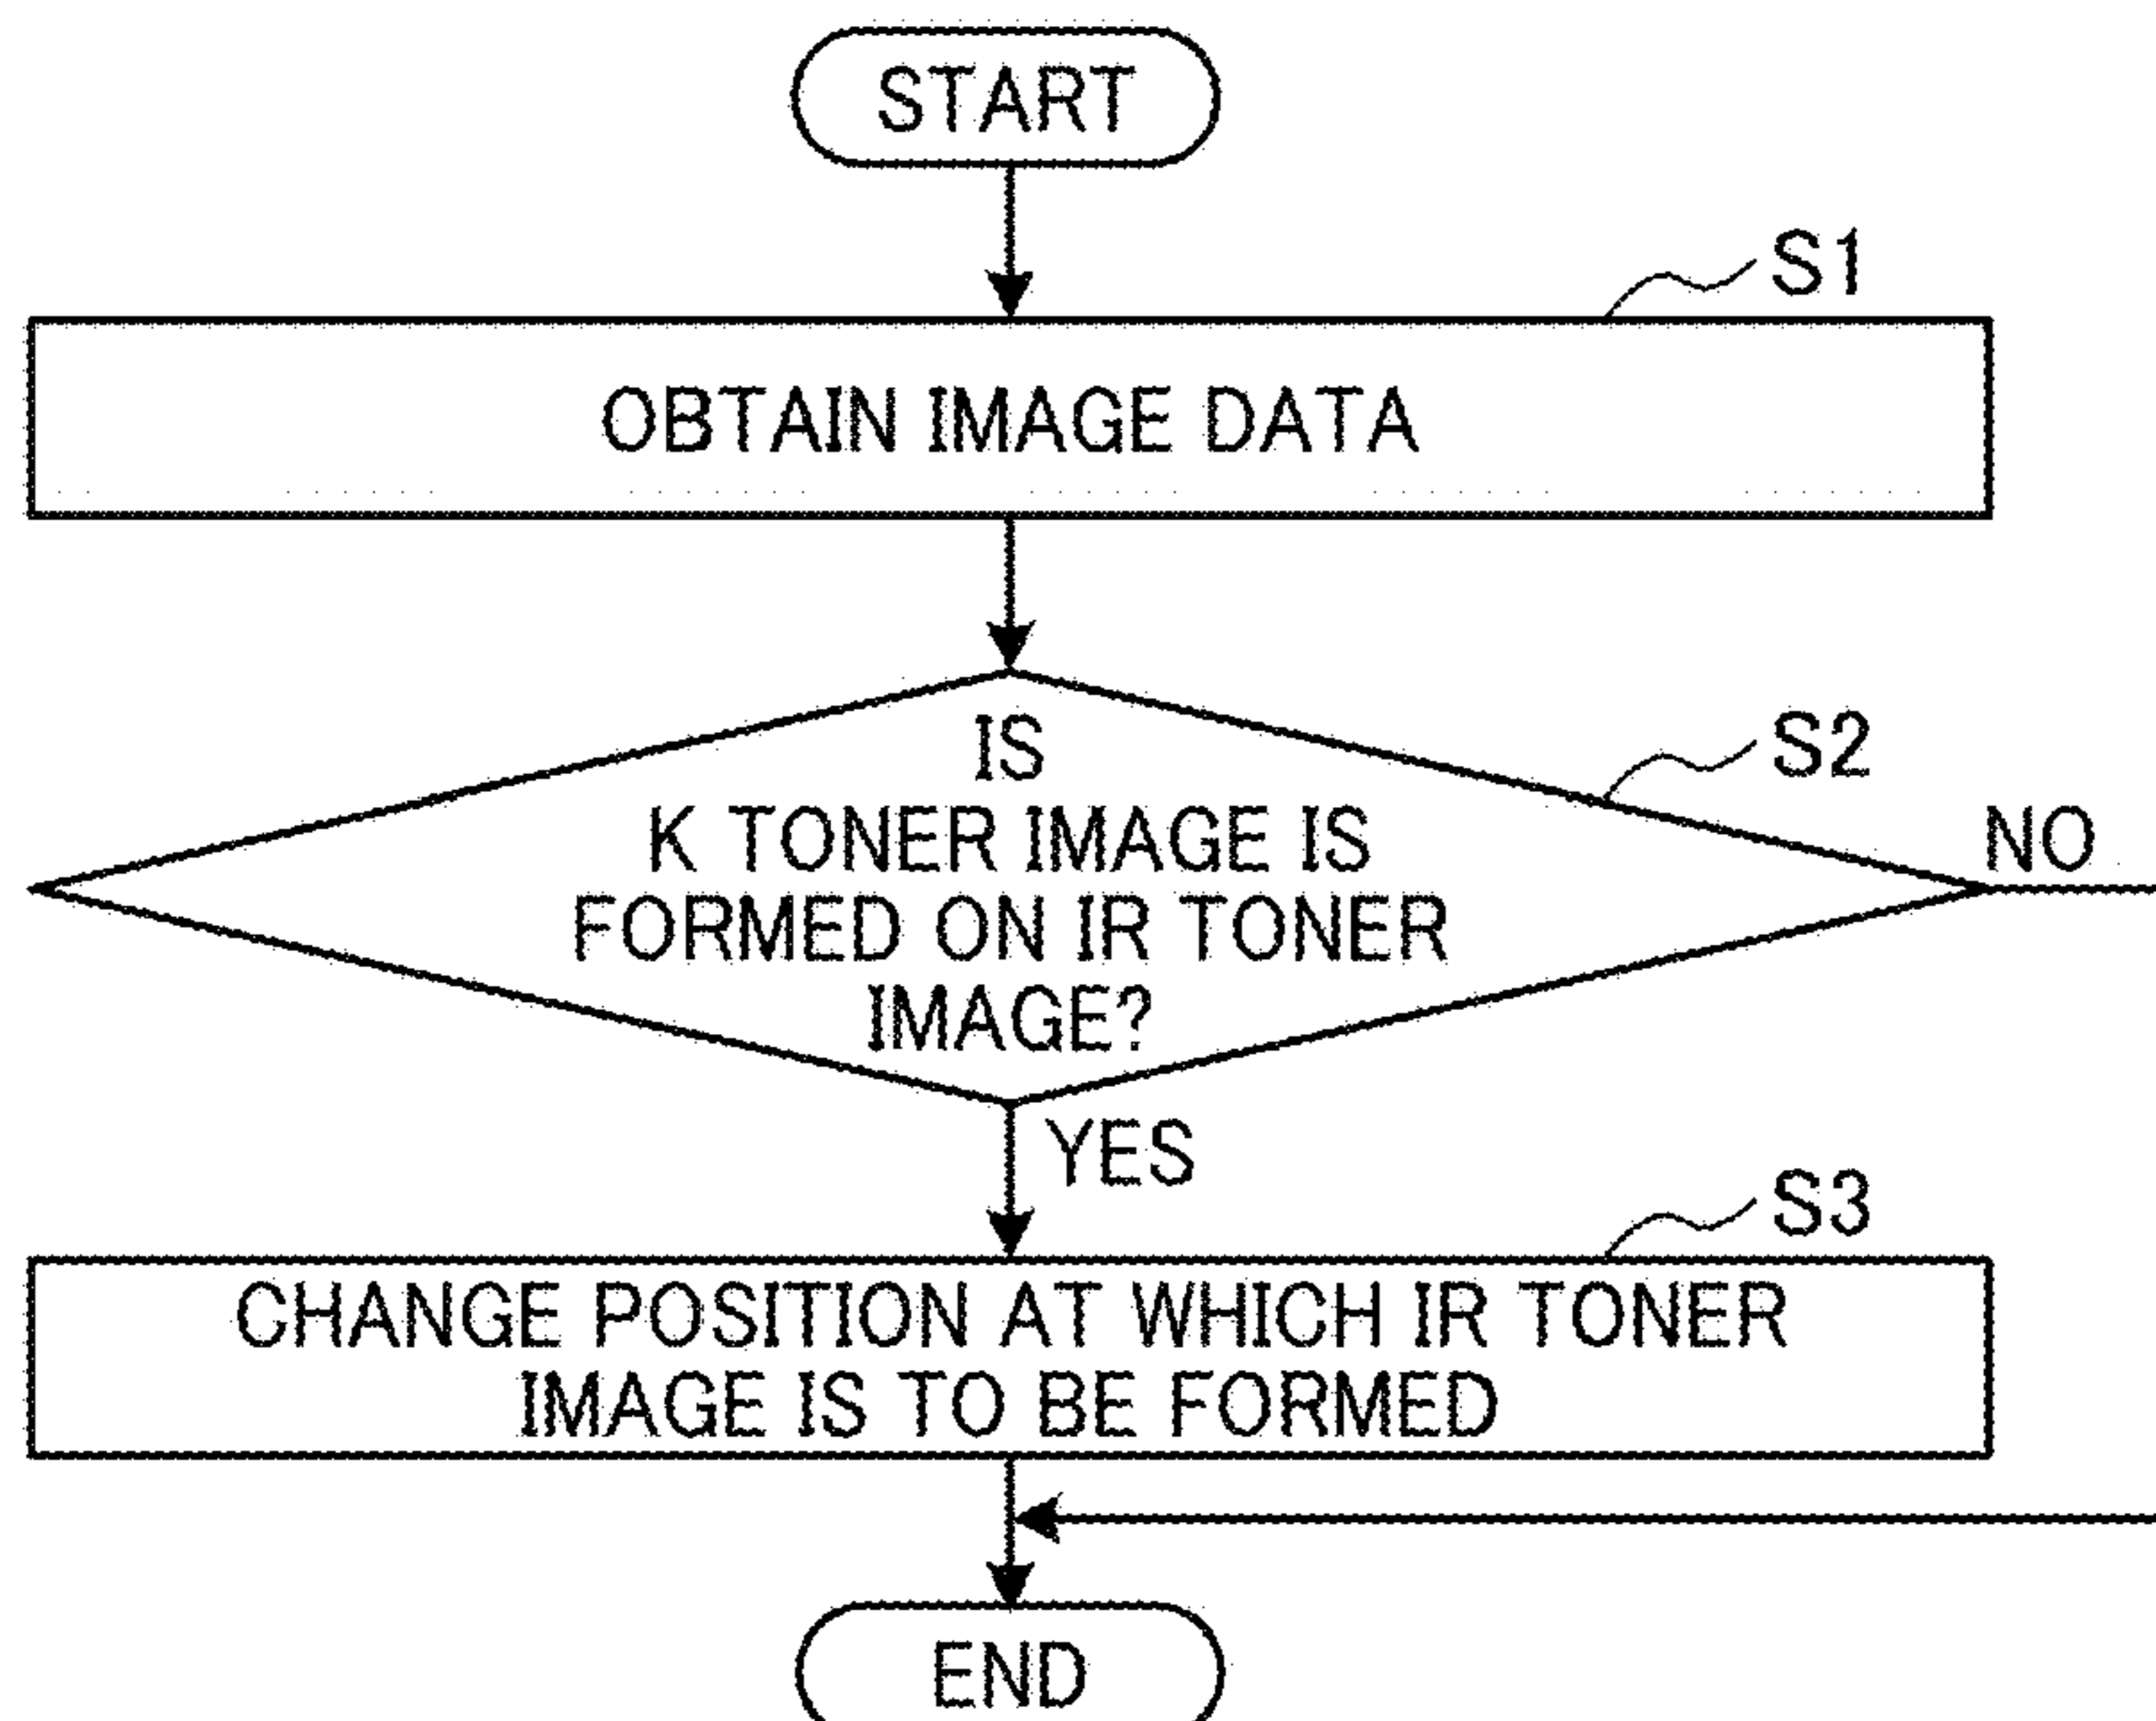 START
S1
OBTAIN IMAGE DATA
S2
IS
K TONER IMAGE IS
FORMED ON IR TONER
IMAGE?
NO
YES
S3
CHANGE POSITION AT WHICH IR TONER
IMAGE IS TO BE FORMED
END